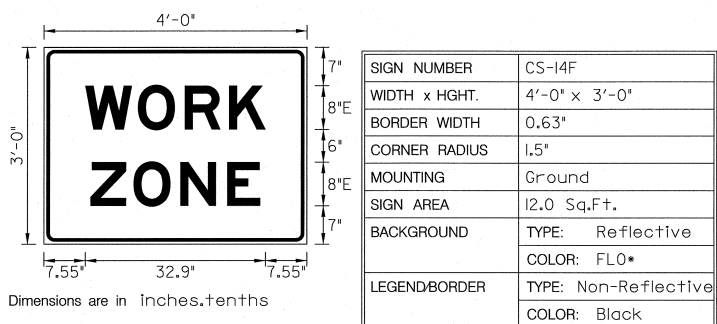 4'-0"
3'-0"
WORK
ZONE
7"
8"E
6"
8"E
7"
7.55" 32.9" 7.55"
Dimensions are in inches.tenths
SIGN NUMBER CS-14F
WIDTH x HGHT. 4'-0" x 3'-0"
BORDER WIDTH 0.63"
CORNER RADIUS 1.5"
MOUNTING Ground
SIGN AREA 12.0 Sq.Ft.
BACKGROUND TYPE: Reflective
COLOR: FLO*
LEGEND/BORDER TYPE: Non-Reflective
COLOR: Black